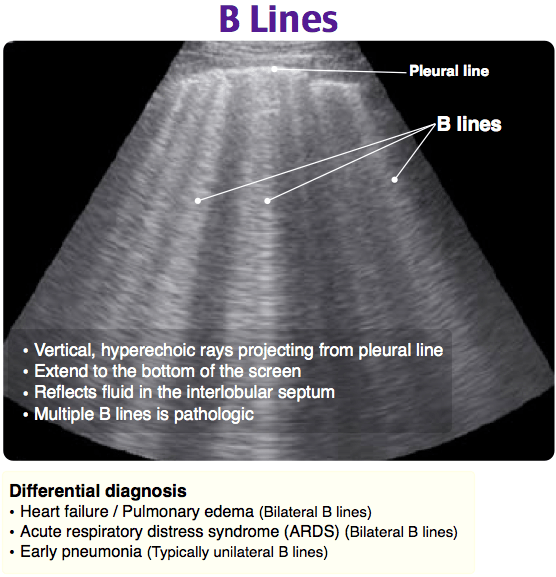 B Lines
Pleural line
B lines
• Vertical, hyperechoic rays projecting from pleural line
• Extend to the bottom of the screen
• Reflects fluid in the interlobular septum
• Multiple B lines is pathologic
Differential diagnosis
• Heart failure / Pulmonary edema (Bilateral B lines)
• Acute respiratory distress syndrome (ARDS) (Bilateral B lines)
• Early pneumonia (Typically unilateral B lines)